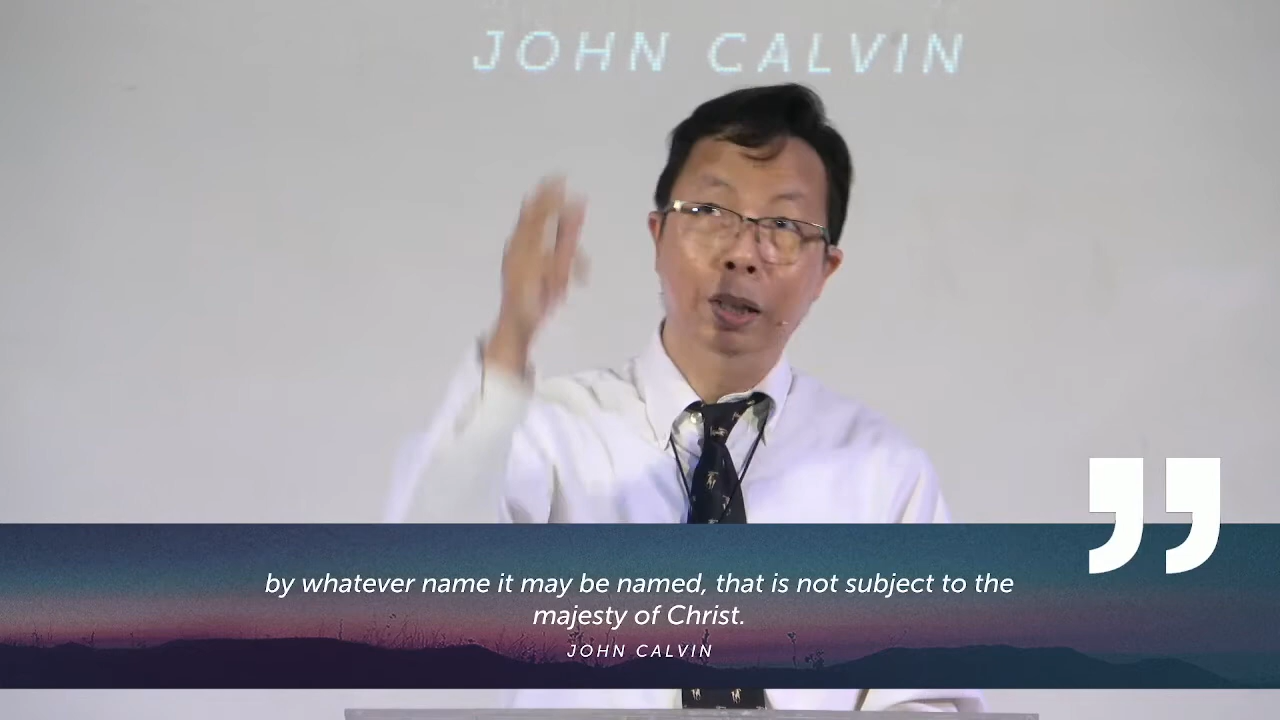 JOHN CALVIN
”
by whatever name it may be named, that is not subject to the
majesty of Christ.
JOHN CALVIN